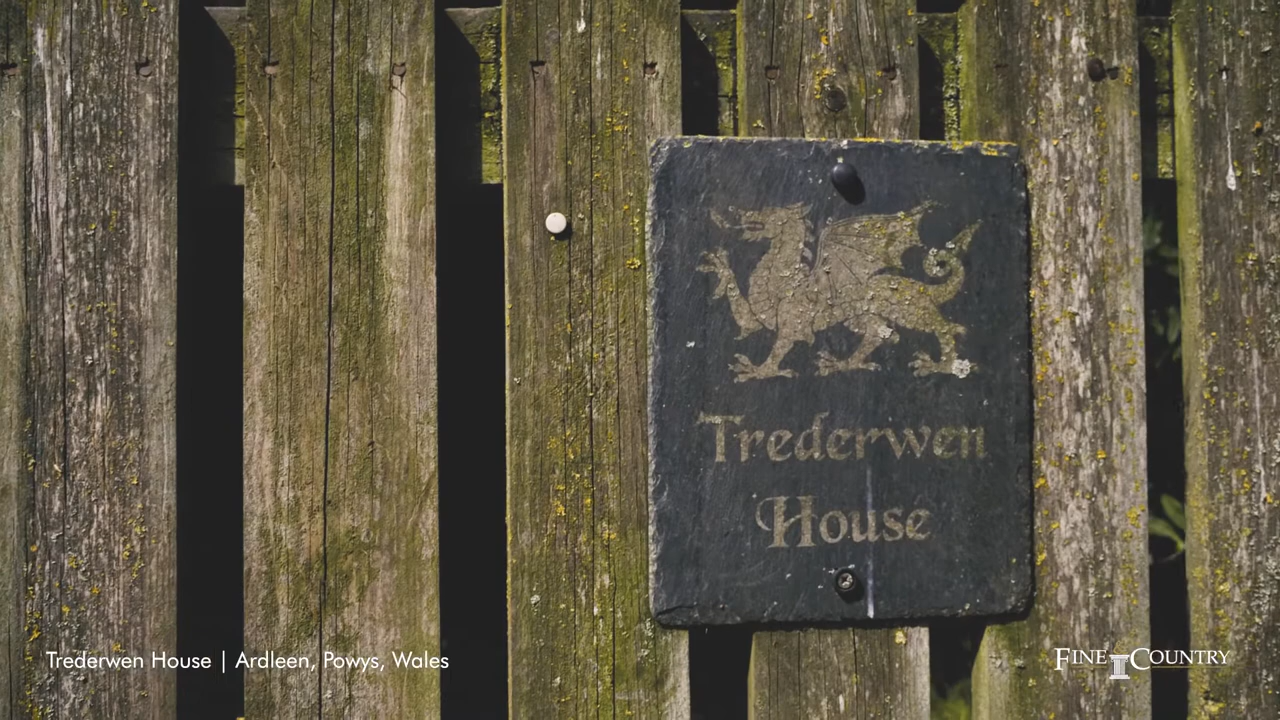 Trederwen
House
Trederwen House | Ardleen, Powys, Wales
FINE COUNTRY